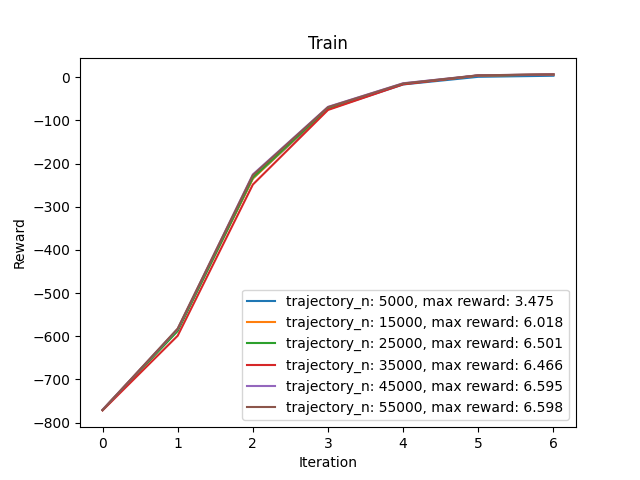 Train
0
−100
−200
−300
−400
−500
−600
−700
−800
Reward
trajectory_n: 5000, max reward: 3.475
trajectory_n: 15000, max reward: 6.018
trajectory_n: 25000, max reward: 6.501
trajectory_n: 35000, max reward: 6.466
trajectory_n: 45000, max reward: 6.595
trajectory_n: 55000, max reward: 6.598
0 1 2 3 4 5 6
Iteration